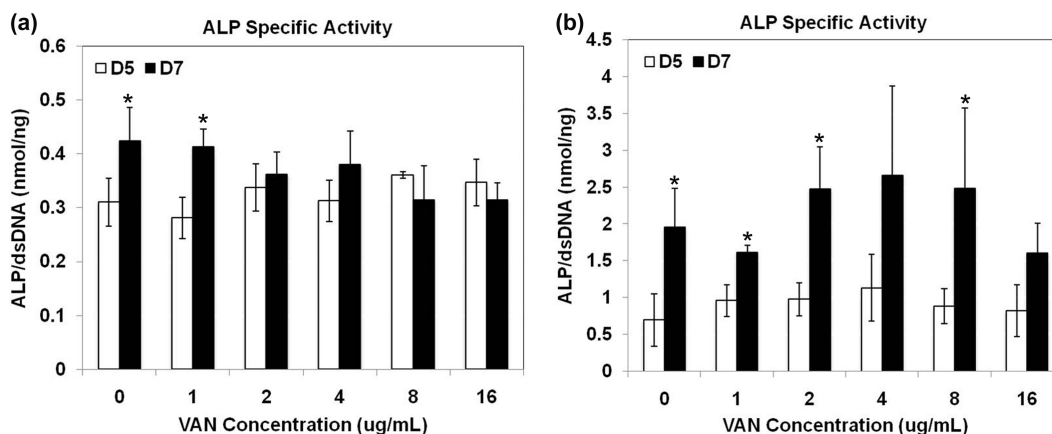 (a)
ALP Specific Activity
D5 D7
ALP/dsDNA (nmol/ng)
0.6
0.5
0.4
0.3
0.2
0.1
0
* *
0 1 2 4 8 16
VAN Concentration (ug/mL)
(b)
ALP Specific Activity
D5 D7
ALP/dsDNA (nmol/ng)
4.5
4
3.5
3
2.5
2
1.5
1
0.5
0
* * * *
0 1 2 4 8 16
VAN Concentration (ug/mL)